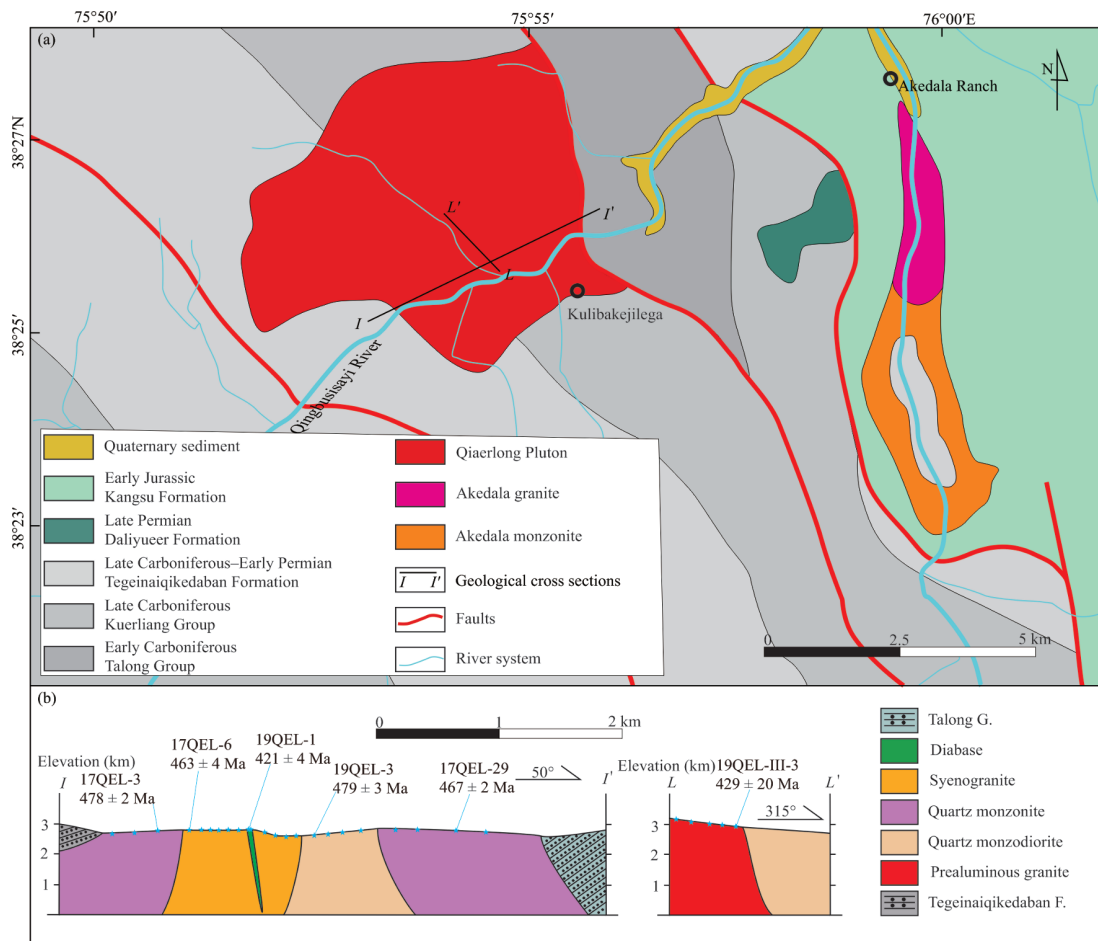 75°50′
75°55′
76°00′E
(a)
N
Akedala Ranch
38°27′N
L'
I'
L
Kulibakejilega
I
38°25′
Qingbusisayi River
Quaternary sediment
Early Jurassic
Kangsu Formation
Late Permian
Daliyueer Formation
Late Carboniferous–Early Permian
Tegeinaiqikedaban Formation
Late Carboniferous
Kuerliang Group
Early Carboniferous
Talong Group
Qiaerlong Pluton
Akedala granite
Akedala monzonite
I I'
Geological cross sections
Faults
River system
38°23′
0 2.5 5 km
(b)
0 1 2 km
Elevation (km)
I
17QEL-3
478 ± 2 Ma
17QEL-6
463 ± 4 Ma
19QEL-1
421 ± 4 Ma
19QEL-3
479 ± 3 Ma
17QEL-29
467 ± 2 Ma
50°
I'
3
2
1
Elevation (km)
L
19QEL-III-3
429 ± 20 Ma
315°
L'
3
2
1
Talong G.
Diabase
Syenogranite
Quartz monzonite
Quartz monzodiorite
Prealuminous granite
Tegeinaiqikedaban F.